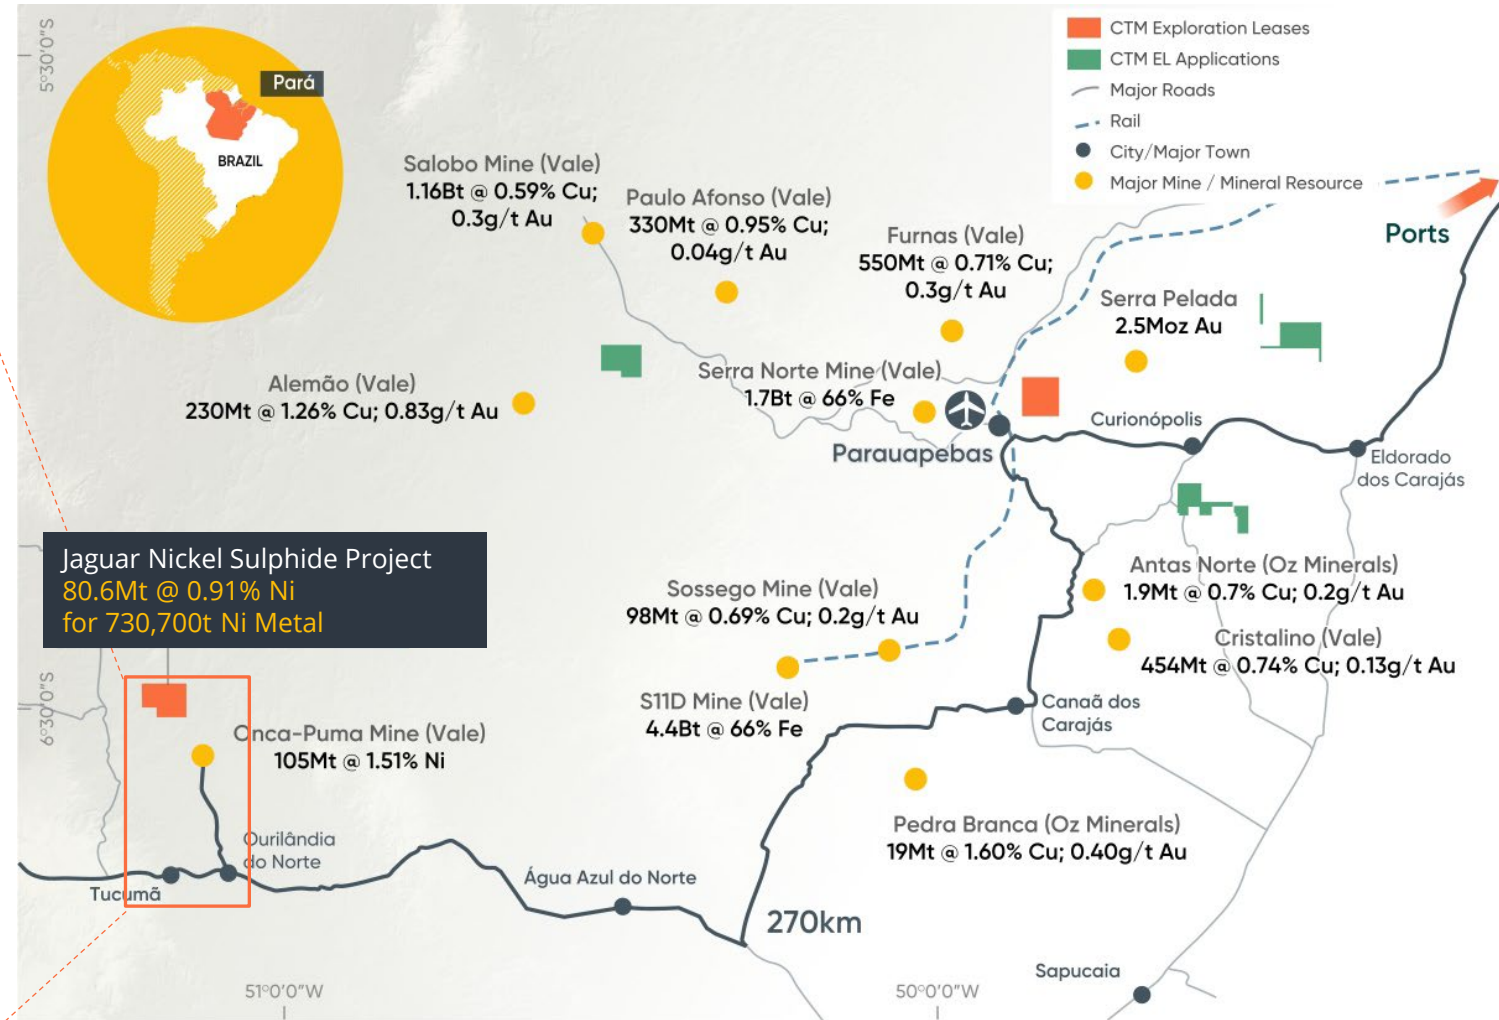 5°30'0"S
Pará
BRAZIL
CTM Exploration Leases
CTM EL Applications
Major Roads
Rail
City/Major Town
Major Mine / Mineral Resource
Ports
Salobo Mine (Vale)
1.16Bt @ 0.59% Cu;
0.3g/t Au
Paulo Afonso (Vale)
330Mt @ 0.95% Cu;
0.04g/t Au
Furnas (Vale)
550Mt @ 0.71% Cu;
0.3g/t Au
Serra Pelada
2.5Moz Au
Alemão (Vale)
230Mt @ 1.26% Cu; 0.83g/t Au
Serra Norte Mine (Vale)
1.7Bt @ 66% Fe
Parauapebas
Curionópolis
Eldorado
dos Carajás
Jaguar Nickel Sulphide Project
80.6Mt @ 0.91% Ni
for 730,700t Ni Metal
Sossego Mine (Vale)
98Mt @ 0.69% Cu; 0.2g/t Au
Antas Norte (Oz Minerals)
1.9Mt @ 0.7% Cu; 0.2g/t Au
Cristalino (Vale)
454Mt @ 0.74% Cu; 0.13g/t Au
6°30'0"S
S11D Mine (Vale)
4.4Bt @ 66% Fe
Canaã dos
Carajás
Onca-Puma Mine (Vale)
105Mt @ 1.51% Ni
Pedra Branca (Oz Minerals)
19Mt @ 1.60% Cu; 0.40g/t Au
Ourilândia
do Norte
Tucumã
Água Azul do Norte
270km
Sapucaia
51°0'0"W
50°0'0"W